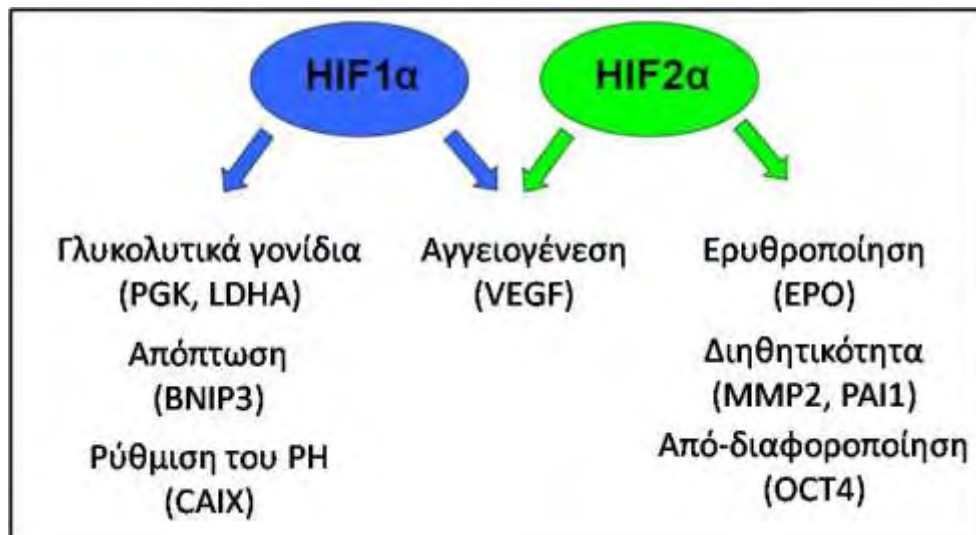 HIF1α
HIF2α
Γλυκολυτικά γονίδια
(PGK, LDHA)
Απόπτωση
(BNIP3)
Ρύθμιση του PH
(CAIX)
Αγγειογένεση
(VEGF)
Ερυθροποίηση
(EPO)
Διηθητικότητα
(MMP2, PAI1)
Από-διαφοροποίηση
(OCT4)